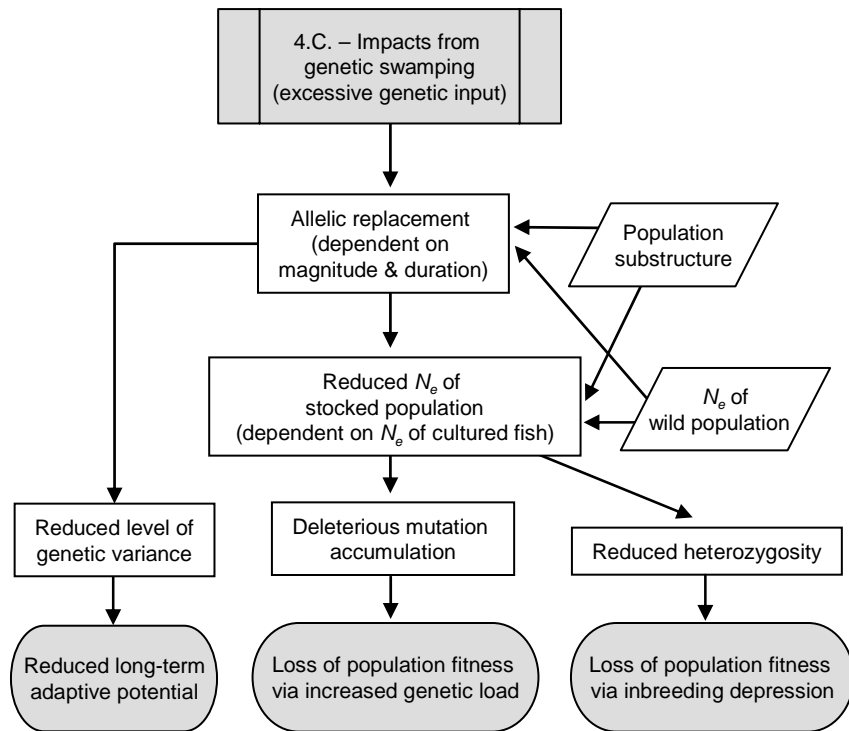 4.C. – Impacts from
genetic swamping
(excessive genetic input)
Allelic replacement
(dependent on
magnitude & duration)
Population
substructure
Reduced Ne of
stocked population
(dependent on Ne of cultured fish)
Ne of
wild population
Reduced level of
genetic variance
Deleterious mutation
accumulation
Reduced heterozygosity
Reduced long-term
adaptive potential
Loss of population fitness
via increased genetic load
Loss of population fitness
via inbreeding depression